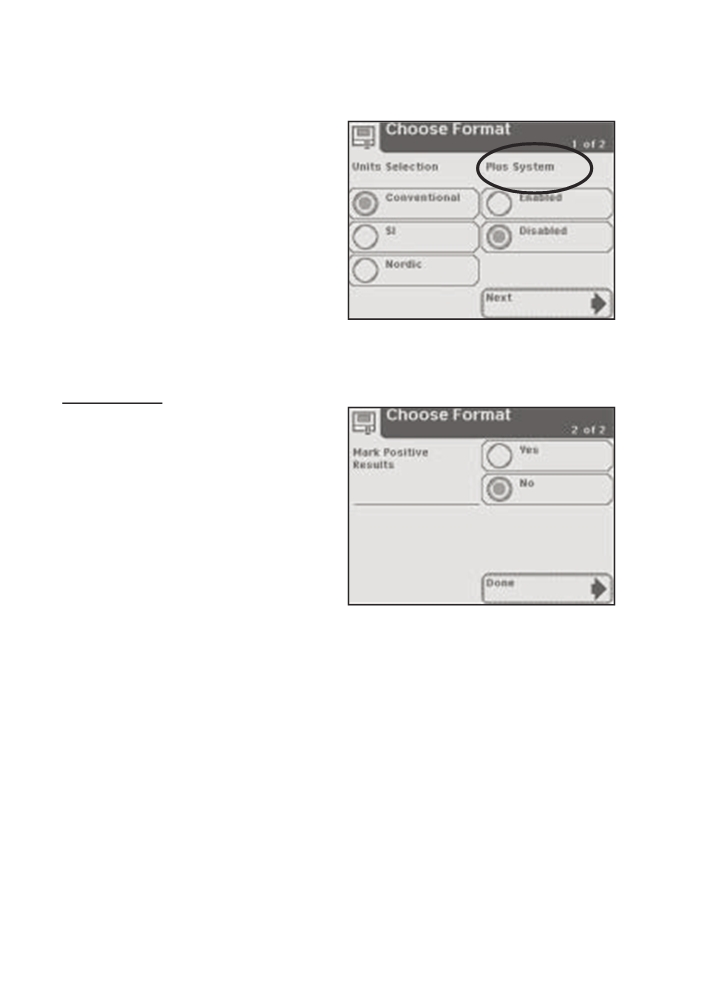 Choose Format
1 of 2
Units Selection
Plus System
Conventional
Enabled
SI
Disabled
Nordic
Next
Choose Format
2 of 2
Mark Positive
Results
Yes
No
Done